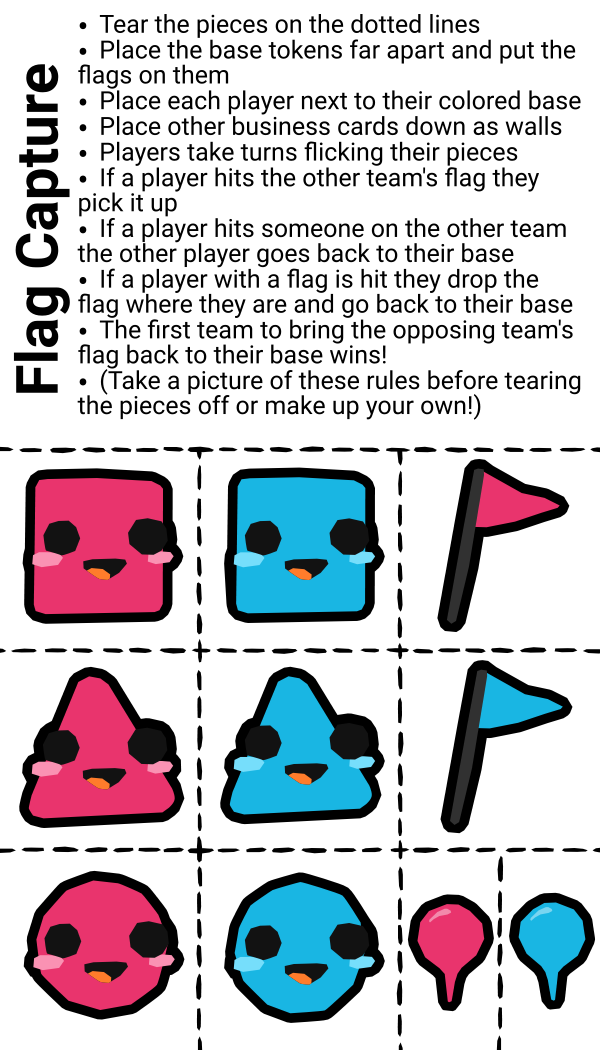 Flag Capture
• Tear the pieces on the dotted lines
• Place the base tokens far apart and put the
flags on them
• Place each player next to their colored base
• Place other business cards down as walls
• Players take turns flicking their pieces
• If a player hits the other team's flag they
pick it up
• If a player hits someone on the other team
the other player goes back to their base
• If a player with a flag is hit they drop the
flag where they are and go back to their base
• The first team to bring the opposing team's
flag back to their base wins!
• (Take a picture of these rules before tearing
the pieces off or make up your own!)